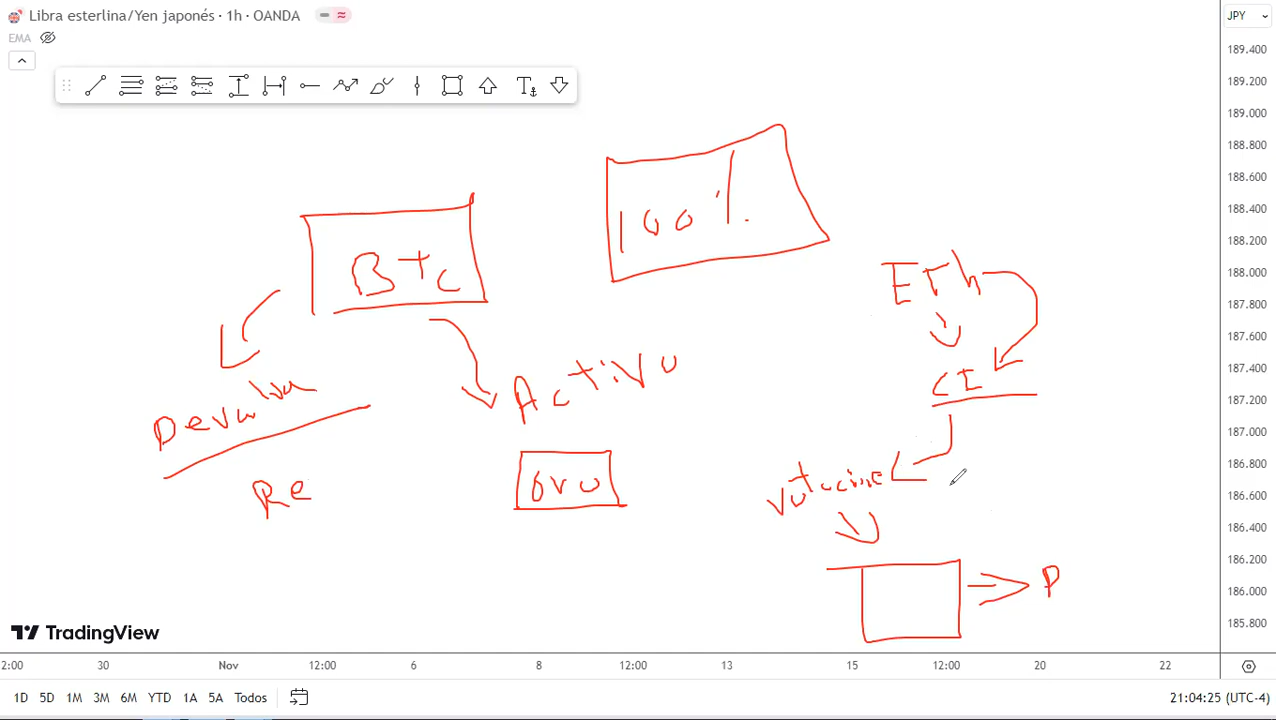 Libra esterlina/Yen japonés · 1h · OANDA
JPY
EMA
189.400
189.200
189.000
188.800
188.600
188.400
188.200
188.000
187.800
187.600
187.400
187.200
187.000
186.800
186.600
186.400
186.200
186.000
185.800
100%
Btc
ETh
CI
Activo
Re
oro
P
TradingView
2:00 30 Nov 12:00 6 8 12:00 13 15 12:00 20 22
1D 5D 1M 3M 6M YTD 1A 5A Todos
21:04:25 (UTC-4)